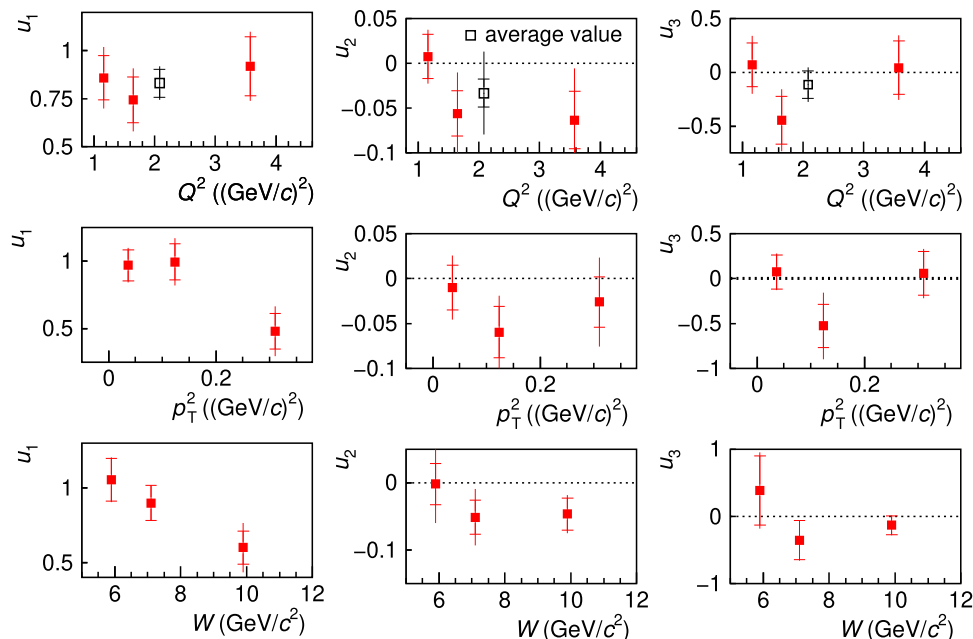 u₁
1
0.75
0.5
1 2 3 4
Q² ((GeV/c)²)
u₂
0.05
0
−0.05
−0.1
average value
1 2 3 4
Q² ((GeV/c)²)
u₃
0.5
0
−0.5
1 2 3 4
Q² ((GeV/c)²)
u₁
1
0.5
0 0.2
p_T² ((GeV/c)²)
u₂
0.05
0
−0.05
−0.1
0 0.2
p_T² ((GeV/c)²)
u₃
0.5
0
−0.5
−1
0 0.2
p_T² ((GeV/c)²)
u₁
1
0.5
6 8 10 12
W (GeV/c²)
u₂
0
−0.1
6 8 10 12
W (GeV/c²)
u₃
1
0
−1
6 8 10 12
W (GeV/c²)